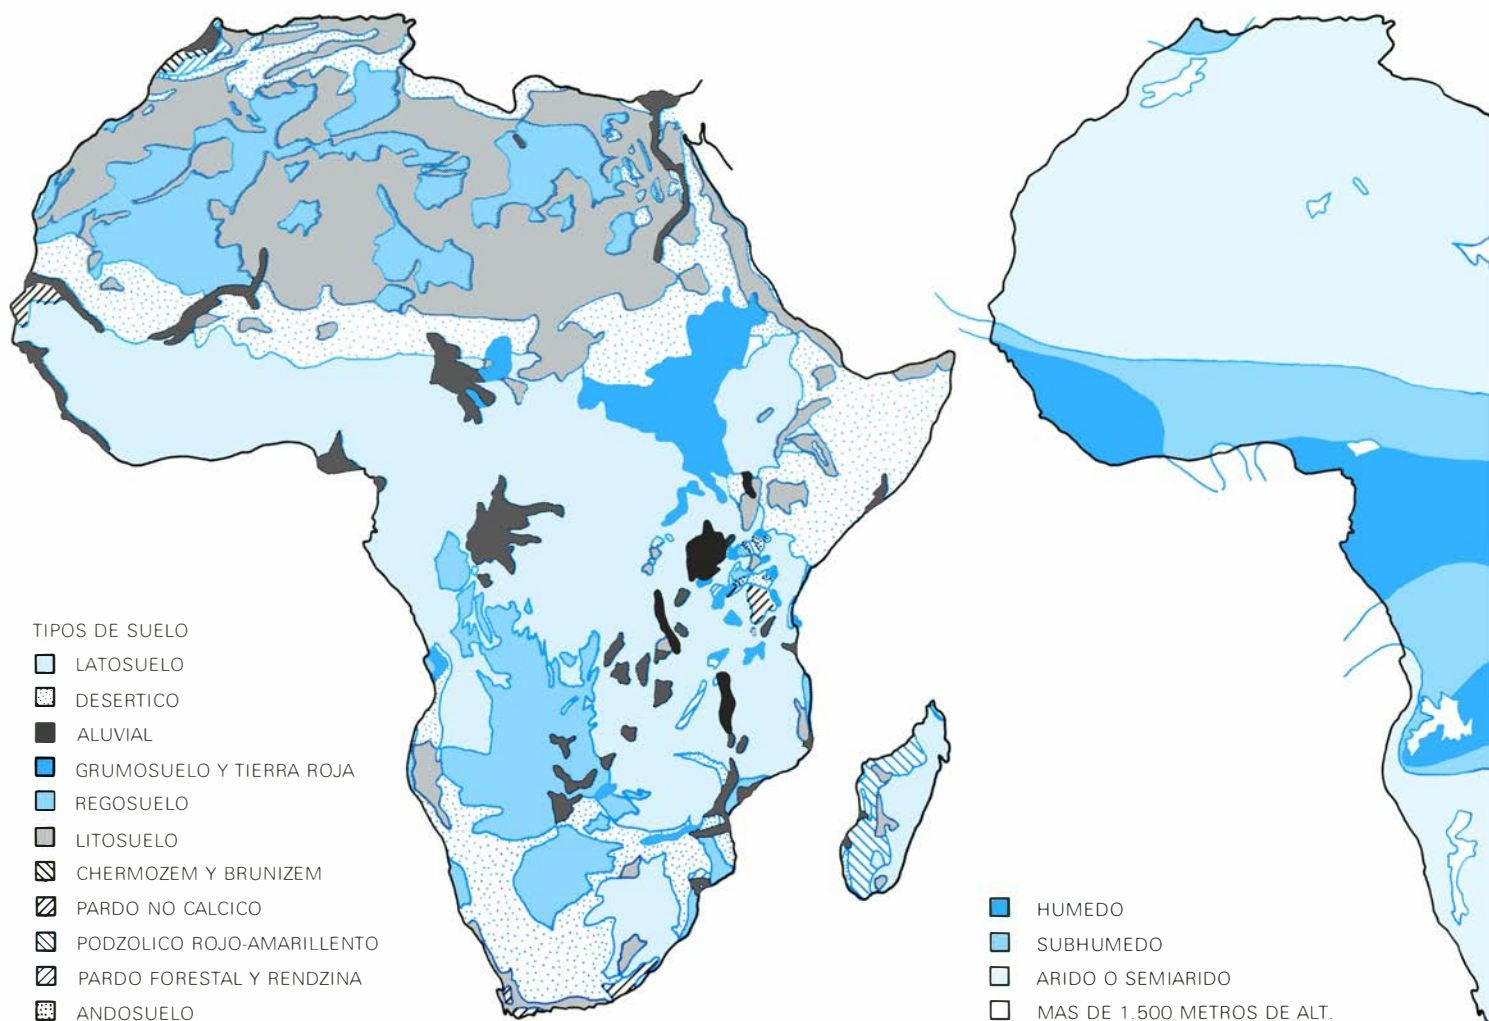 TIPOS DE SUELO
LATOSUELO
DESERTICO
ALUVIAL
GRUMOSUELO Y TIERRA ROJA
REGOSUELO
LITOSUELO
CHERMOZEM Y BRUNIZEM
PARDO NO CALCICO
PODZOLICO ROJO-AMARILLENTO
PARDO FORESTAL Y RENDZINA
ANDOSUELO
HUMEDO
SUBHUMEDO
ARIDO O SEMIARIDO
MAS DE 1.500 METROS DE ALT.